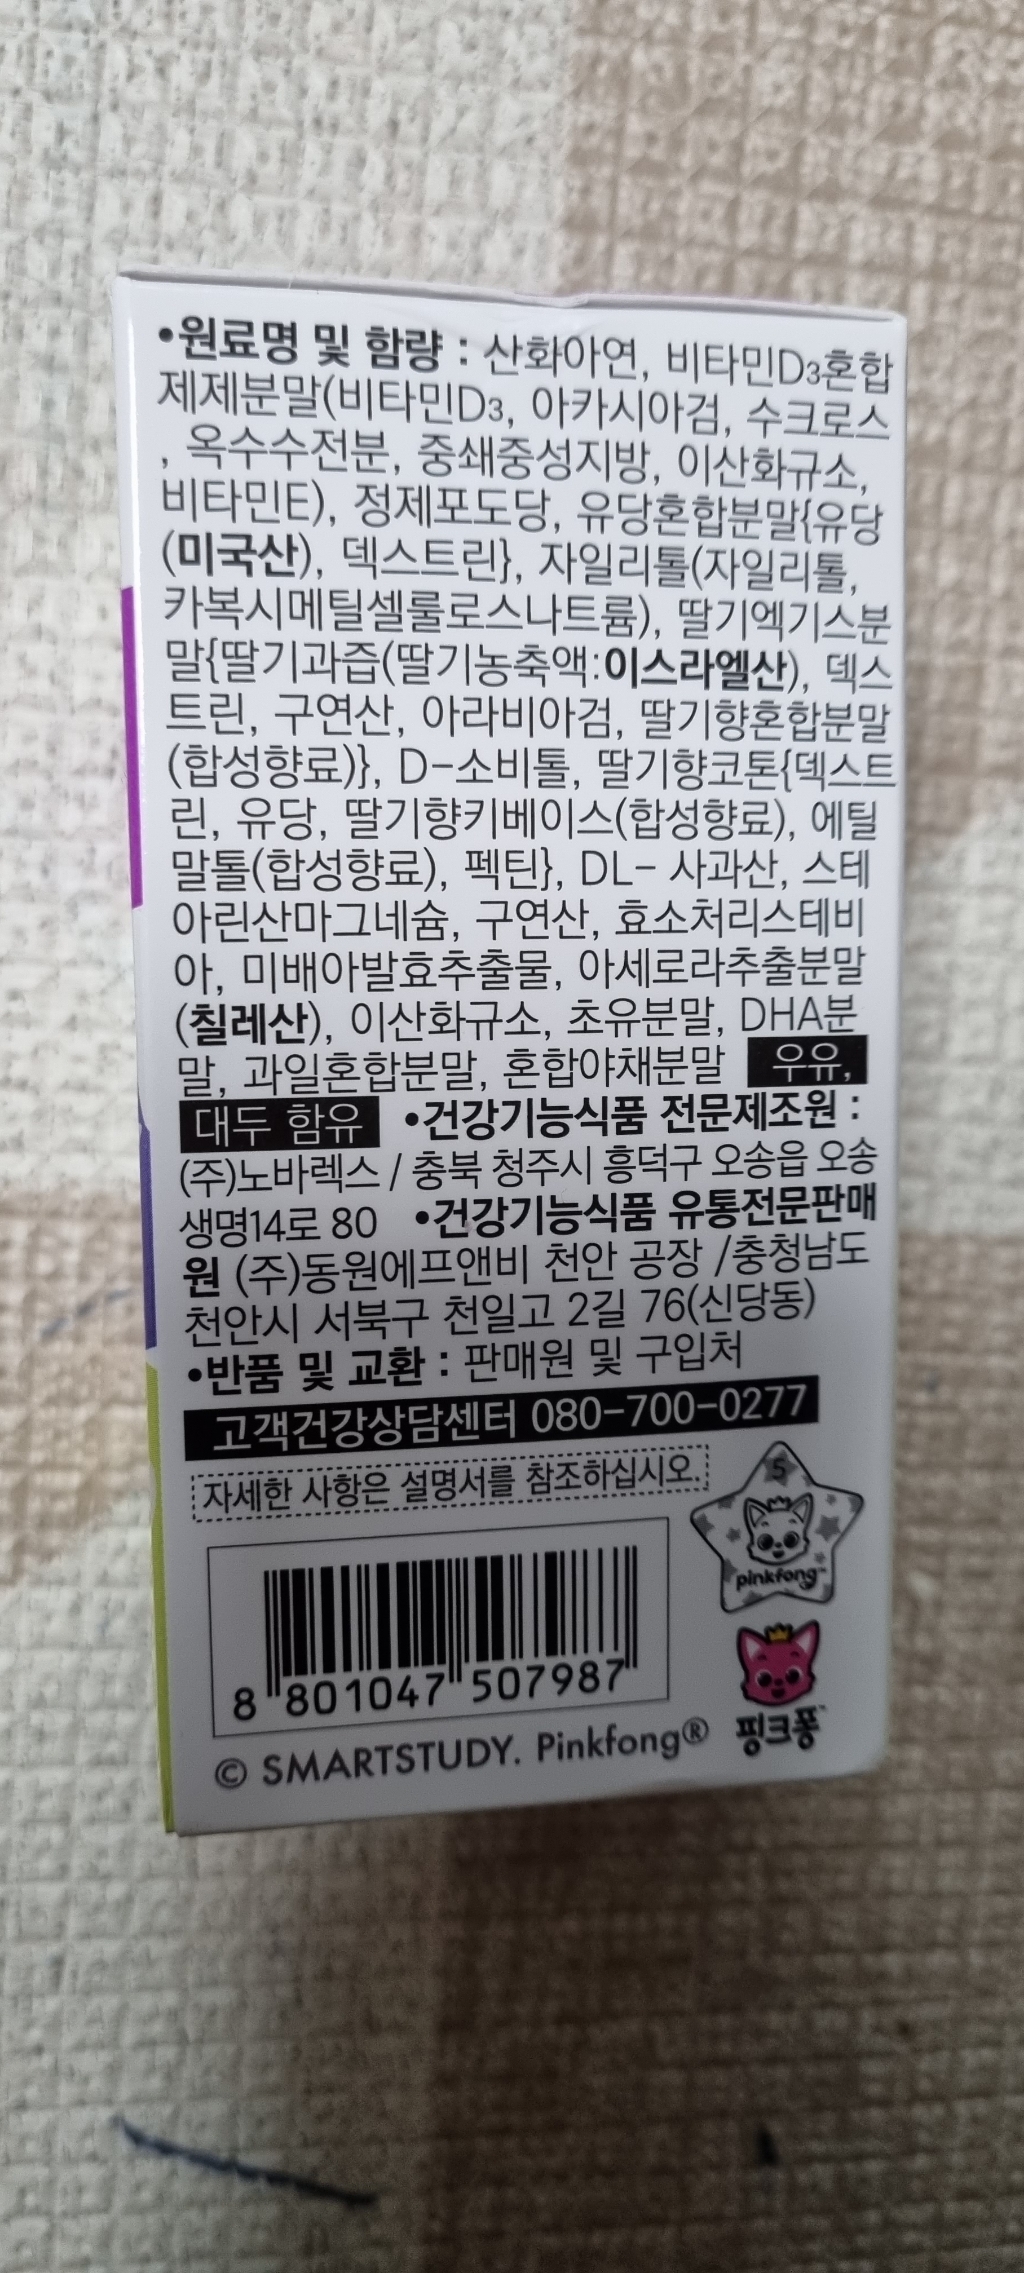 •원료명 및 함량 : 산화아연, 비타민D3혼합
제제분말(비타민D3, 아카시아검, 수크로스
, 옥수수전분, 중쇄중성지방, 이산화규소,
비타민E), 정제포도당, 유당혼합분말{유당
(미국산), 덱스트린}, 자일리톨(자일리톨,
카복시메틸셀룰로스나트륨), 딸기엑기스분
말{딸기과즙(딸기농축액:이스라엘산), 덱스
트린, 구연산, 아라비아검, 딸기향혼합분말
(합성향료)}, D-소비톨, 딸기향코튼{덱스트
린, 유당, 딸기향키베이스(합성향료), 에틸
말톨(합성향료), 펙틴}, DL- 사과산, 스테
아린산마그네슘, 구연산, 효소처리스테비
아, 미배아발효추출물, 아세로라추출분말
(칠레산), 이산화규소, 초유분말, DHA분
말, 과일혼합분말, 혼합야채분말 우유,
대두 함유 •건강기능식품 전문제조원 :
(주)노바렉스 / 충북 청주시 흥덕구 오송읍 오송
생명14로 80 •건강기능식품 유통전문판매
원 (주)동원에프앤비 천안 공장 /충청남도
천안시 서북구 천일고 2길 76(신당동)
•반품 및 교환 : 판매원 및 구입처
고객건강상담센터 080-700-0277
자세한 사항은 설명서를 참조하십시오.
5
pinkfong™
8 801047 507987
핑크퐁™
© SMARTSTUDY. Pinkfong®